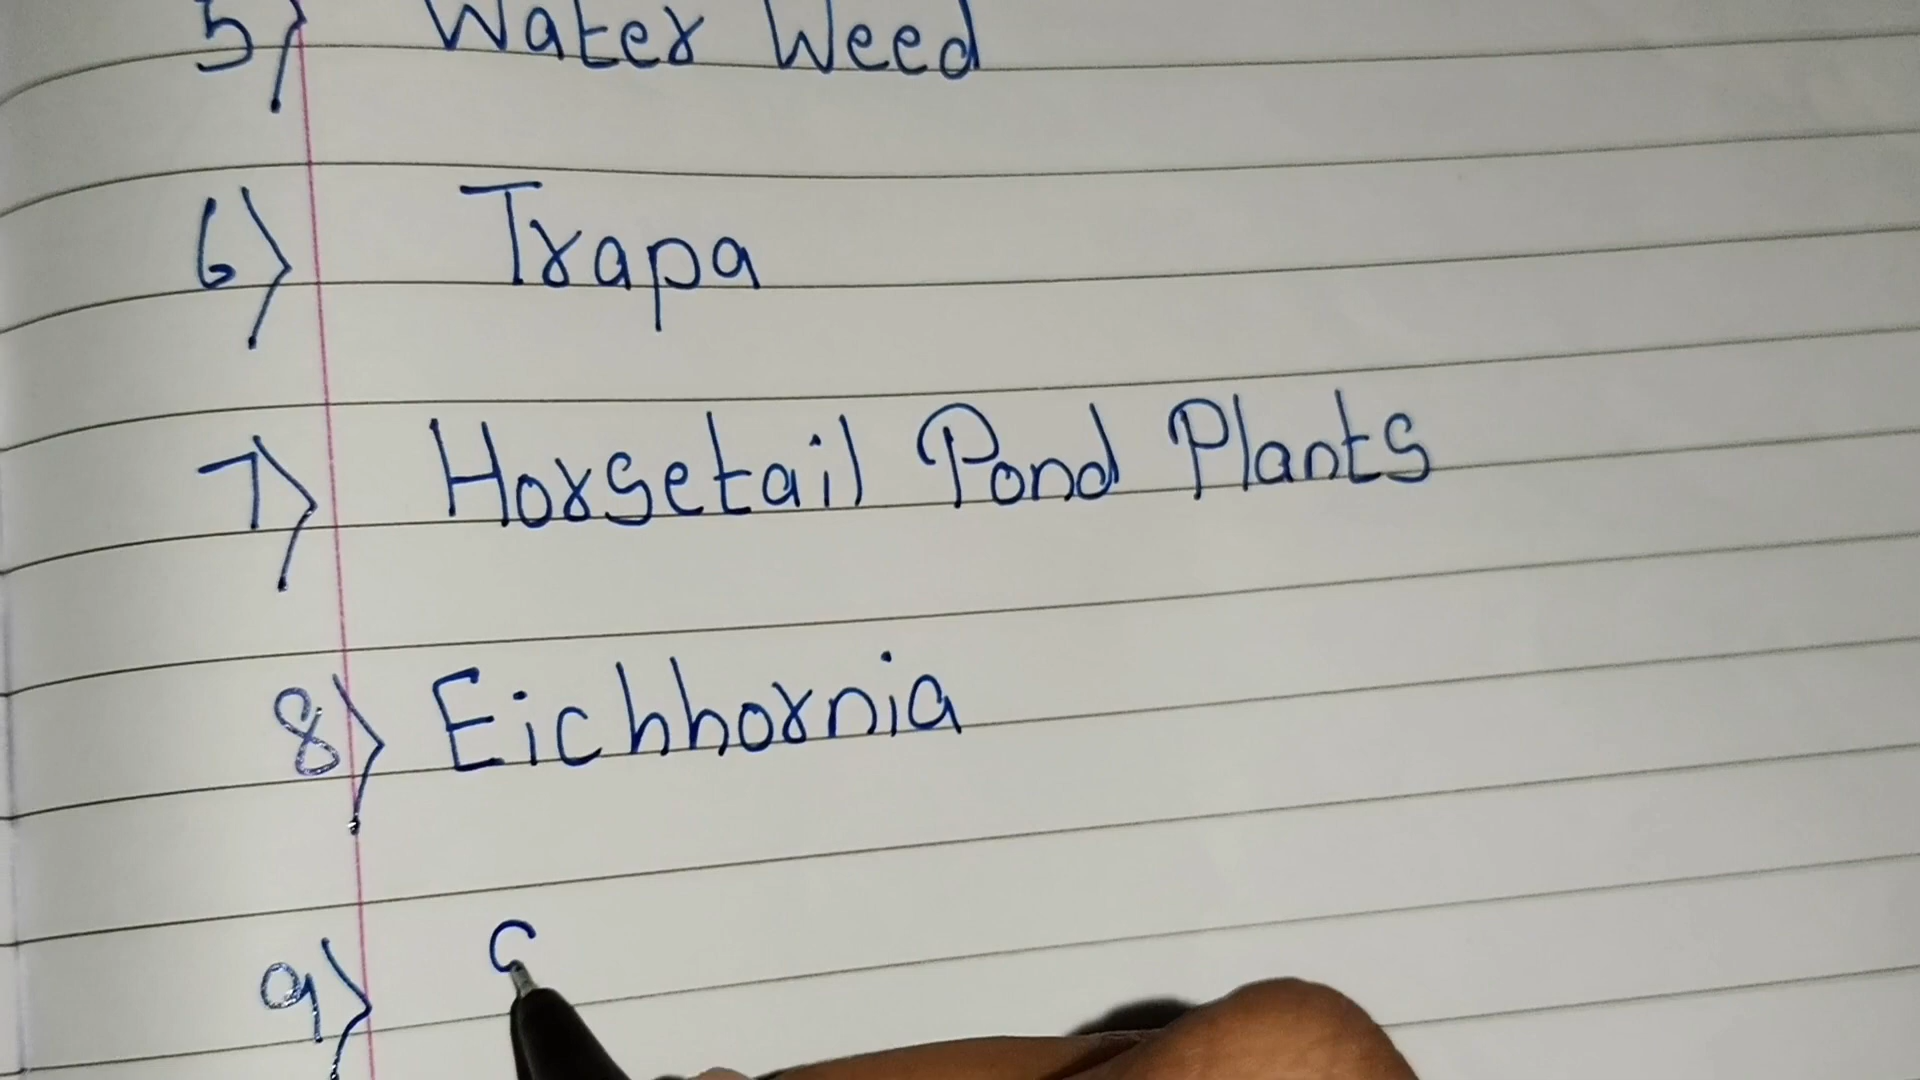 5) Water Weed
6) Trapa
7) Horsetail Pond Plants
8) Eichhornia
9)